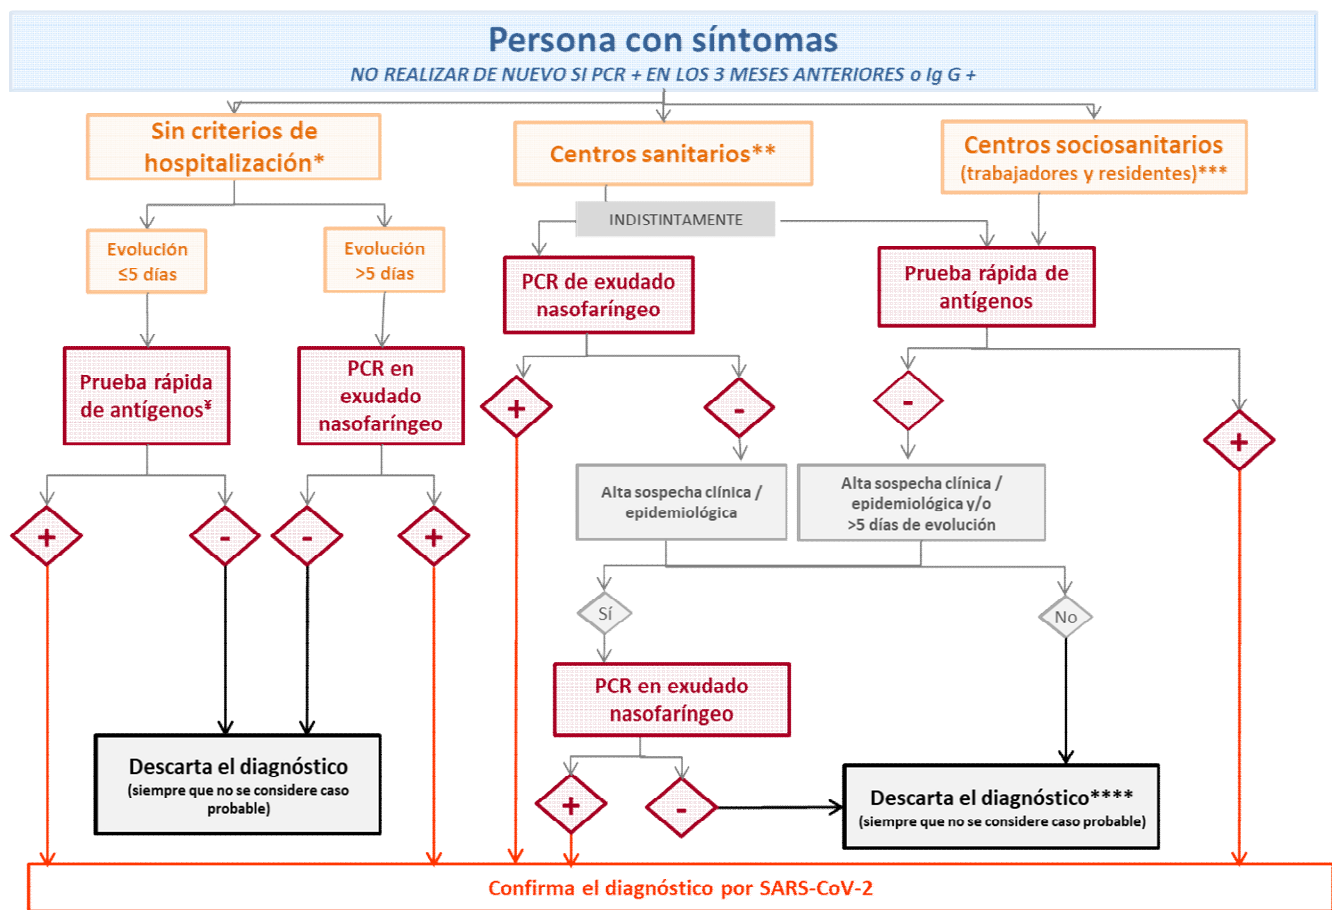 Persona con síntomas
NO REALIZAR DE NUEVO SI PCR + EN LOS 3 MESES ANTERIORES o Ig G +
Sin criterios de
hospitalización*
Centros sanitarios**
Centros sociosanitarios
(trabajadores y residentes)***
INDISTINTAMENTE
Evolución
≤5 días
Evolución
>5 días
PCR de exudado
nasofaríngeo
Prueba rápida de
antígenos
Prueba rápida
de antígenos¥
PCR en
exudado
nasofaríngeo
+
-
-
+
+
-
-
+
Alta sospecha clínica /
epidemiológica
Alta sospecha clínica /
epidemiológica y/o
>5 días de evolución
Sí
No
PCR en exudado
nasofaríngeo
+
-
Descarta el diagnóstico
(siempre que no se considere caso
probable)
Descarta el diagnóstico****
(siempre que no se considere caso probable)
Confirma el diagnóstico por SARS-CoV-2